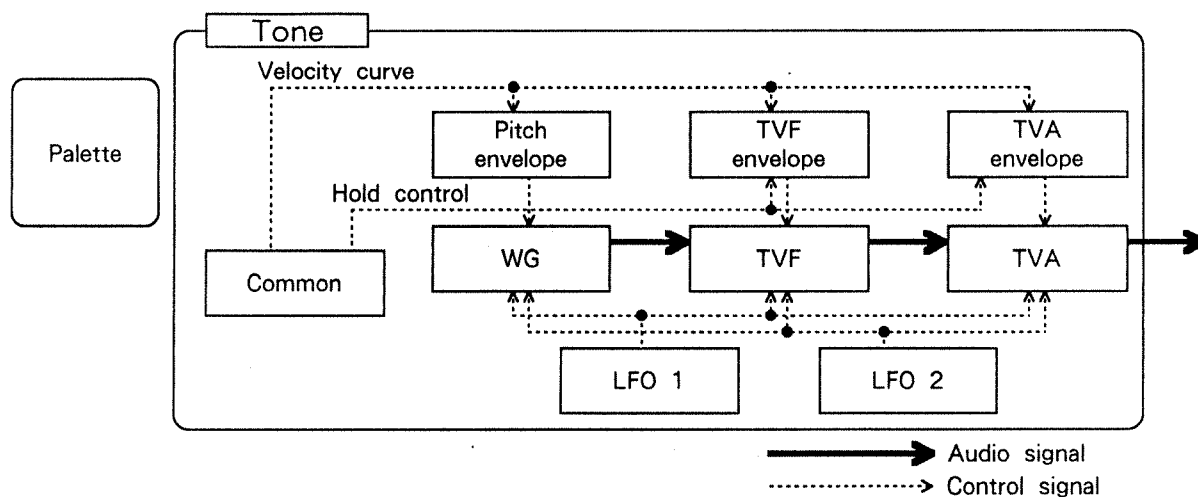 Tone
Velocity curve
Palette
Pitch
envelope
TVF
envelope
TVA
envelope
Hold control
Common
WG
TVF
TVA
LFO 1
LFO 2
Audio signal
Control signal